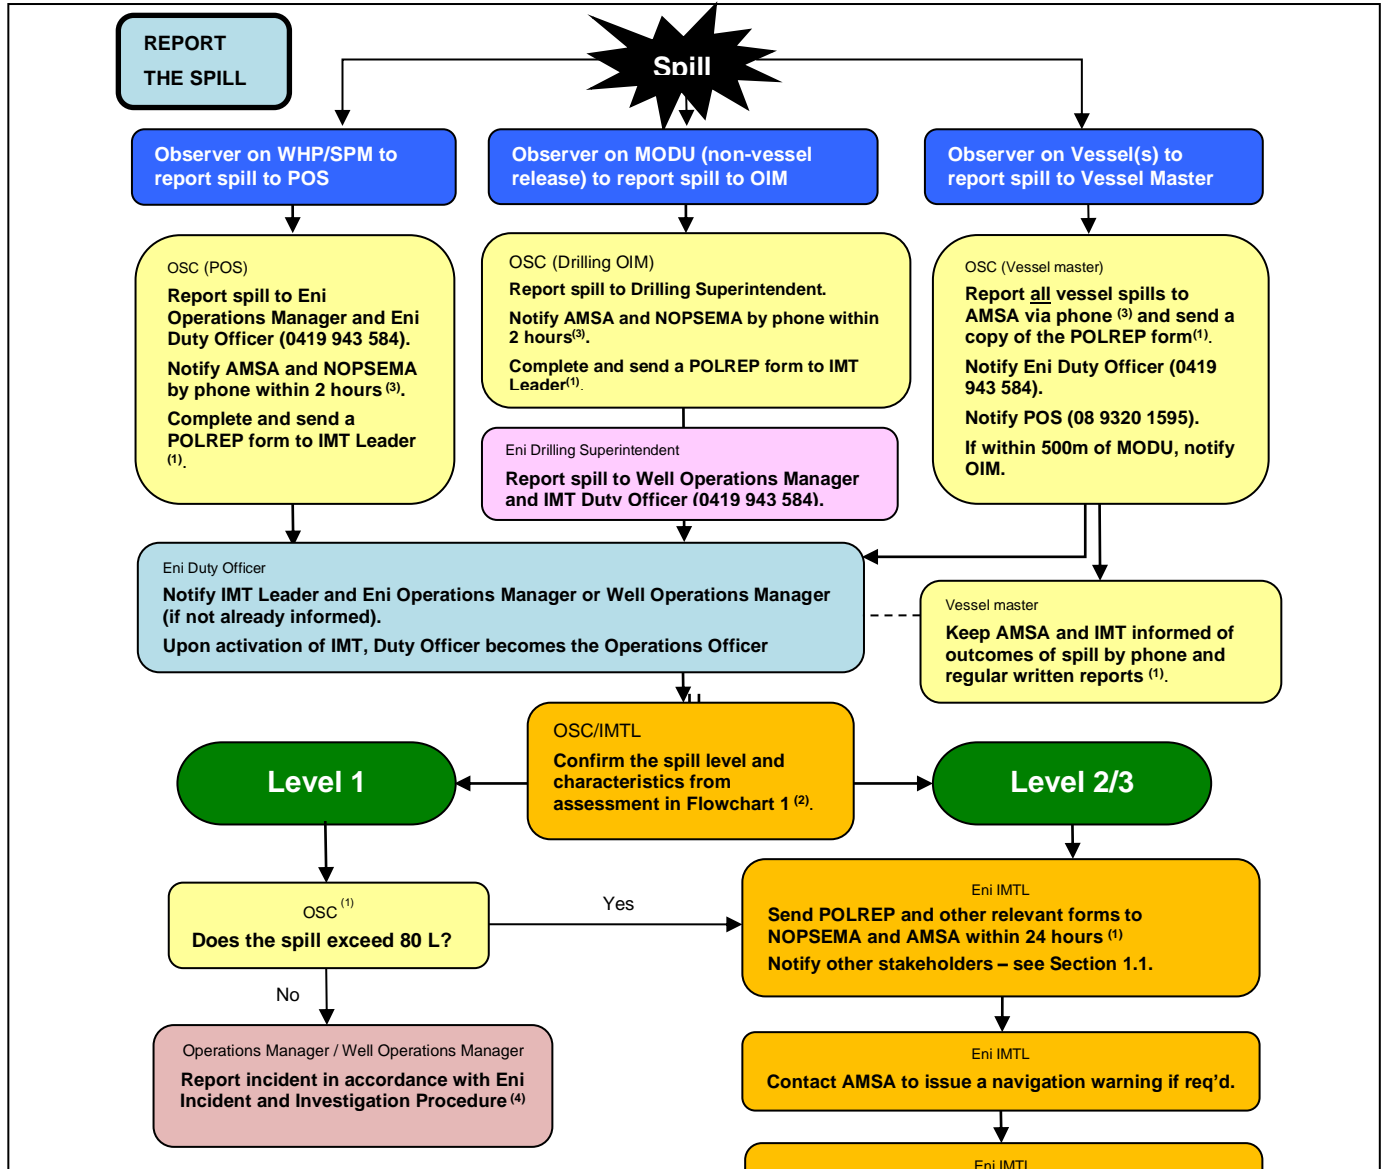 REPORT
THE SPILL
Spill
Observer on WHP/SPM to
report spill to POS
Observer on MODU (non-vessel
release) to report spill to OIM
Observer on Vessel(s) to
report spill to Vessel Master
OSC (POS)
Report spill to Eni
Operations Manager and Eni
Duty Officer (0419 943 584).
Notify AMSA and NOPSEMA
by phone within 2 hours (3).
Complete and send a
POLREP form to IMT Leader
(1).
OSC (Drilling OIM)
Report spill to Drilling Superintendent.
Notify AMSA and NOPSEMA by phone within
2 hours(3).
Complete and send a POLREP form to IMT
Leader(1).
OSC (Vessel master)
Report all vessel spills to
AMSA via phone (3) and send a
copy of the POLREP form(1).
Notify Eni Duty Officer (0419
943 584).
Notify POS (08 9320 1595).
If within 500m of MODU, notify
OIM.
Eni Drilling Superintendent
Report spill to Well Operations Manager
and IMT Duty Officer (0419 943 584).
Eni Duty Officer
Notify IMT Leader and Eni Operations Manager or Well Operations Manager
(if not already informed).
Upon activation of IMT, Duty Officer becomes the Operations Officer
Vessel master
Keep AMSA and IMT informed of
outcomes of spill by phone and
regular written reports (1).
OSC/IMTL
Confirm the spill level and
characteristics from
assessment in Flowchart 1 (2).
Level 1
Level 2/3
OSC (1)
Does the spill exceed 80 L?
Yes
No
Eni IMTL
Send POLREP and other relevant forms to
NOPSEMA and AMSA within 24 hours (1)
Notify other stakeholders – see Section 1.1.
Operations Manager / Well Operations Manager
Report incident in accordance with Eni
Incident and Investigation Procedure (4)
Eni IMTL
Contact AMSA to issue a navigation warning if req'd.
Eni IMTL